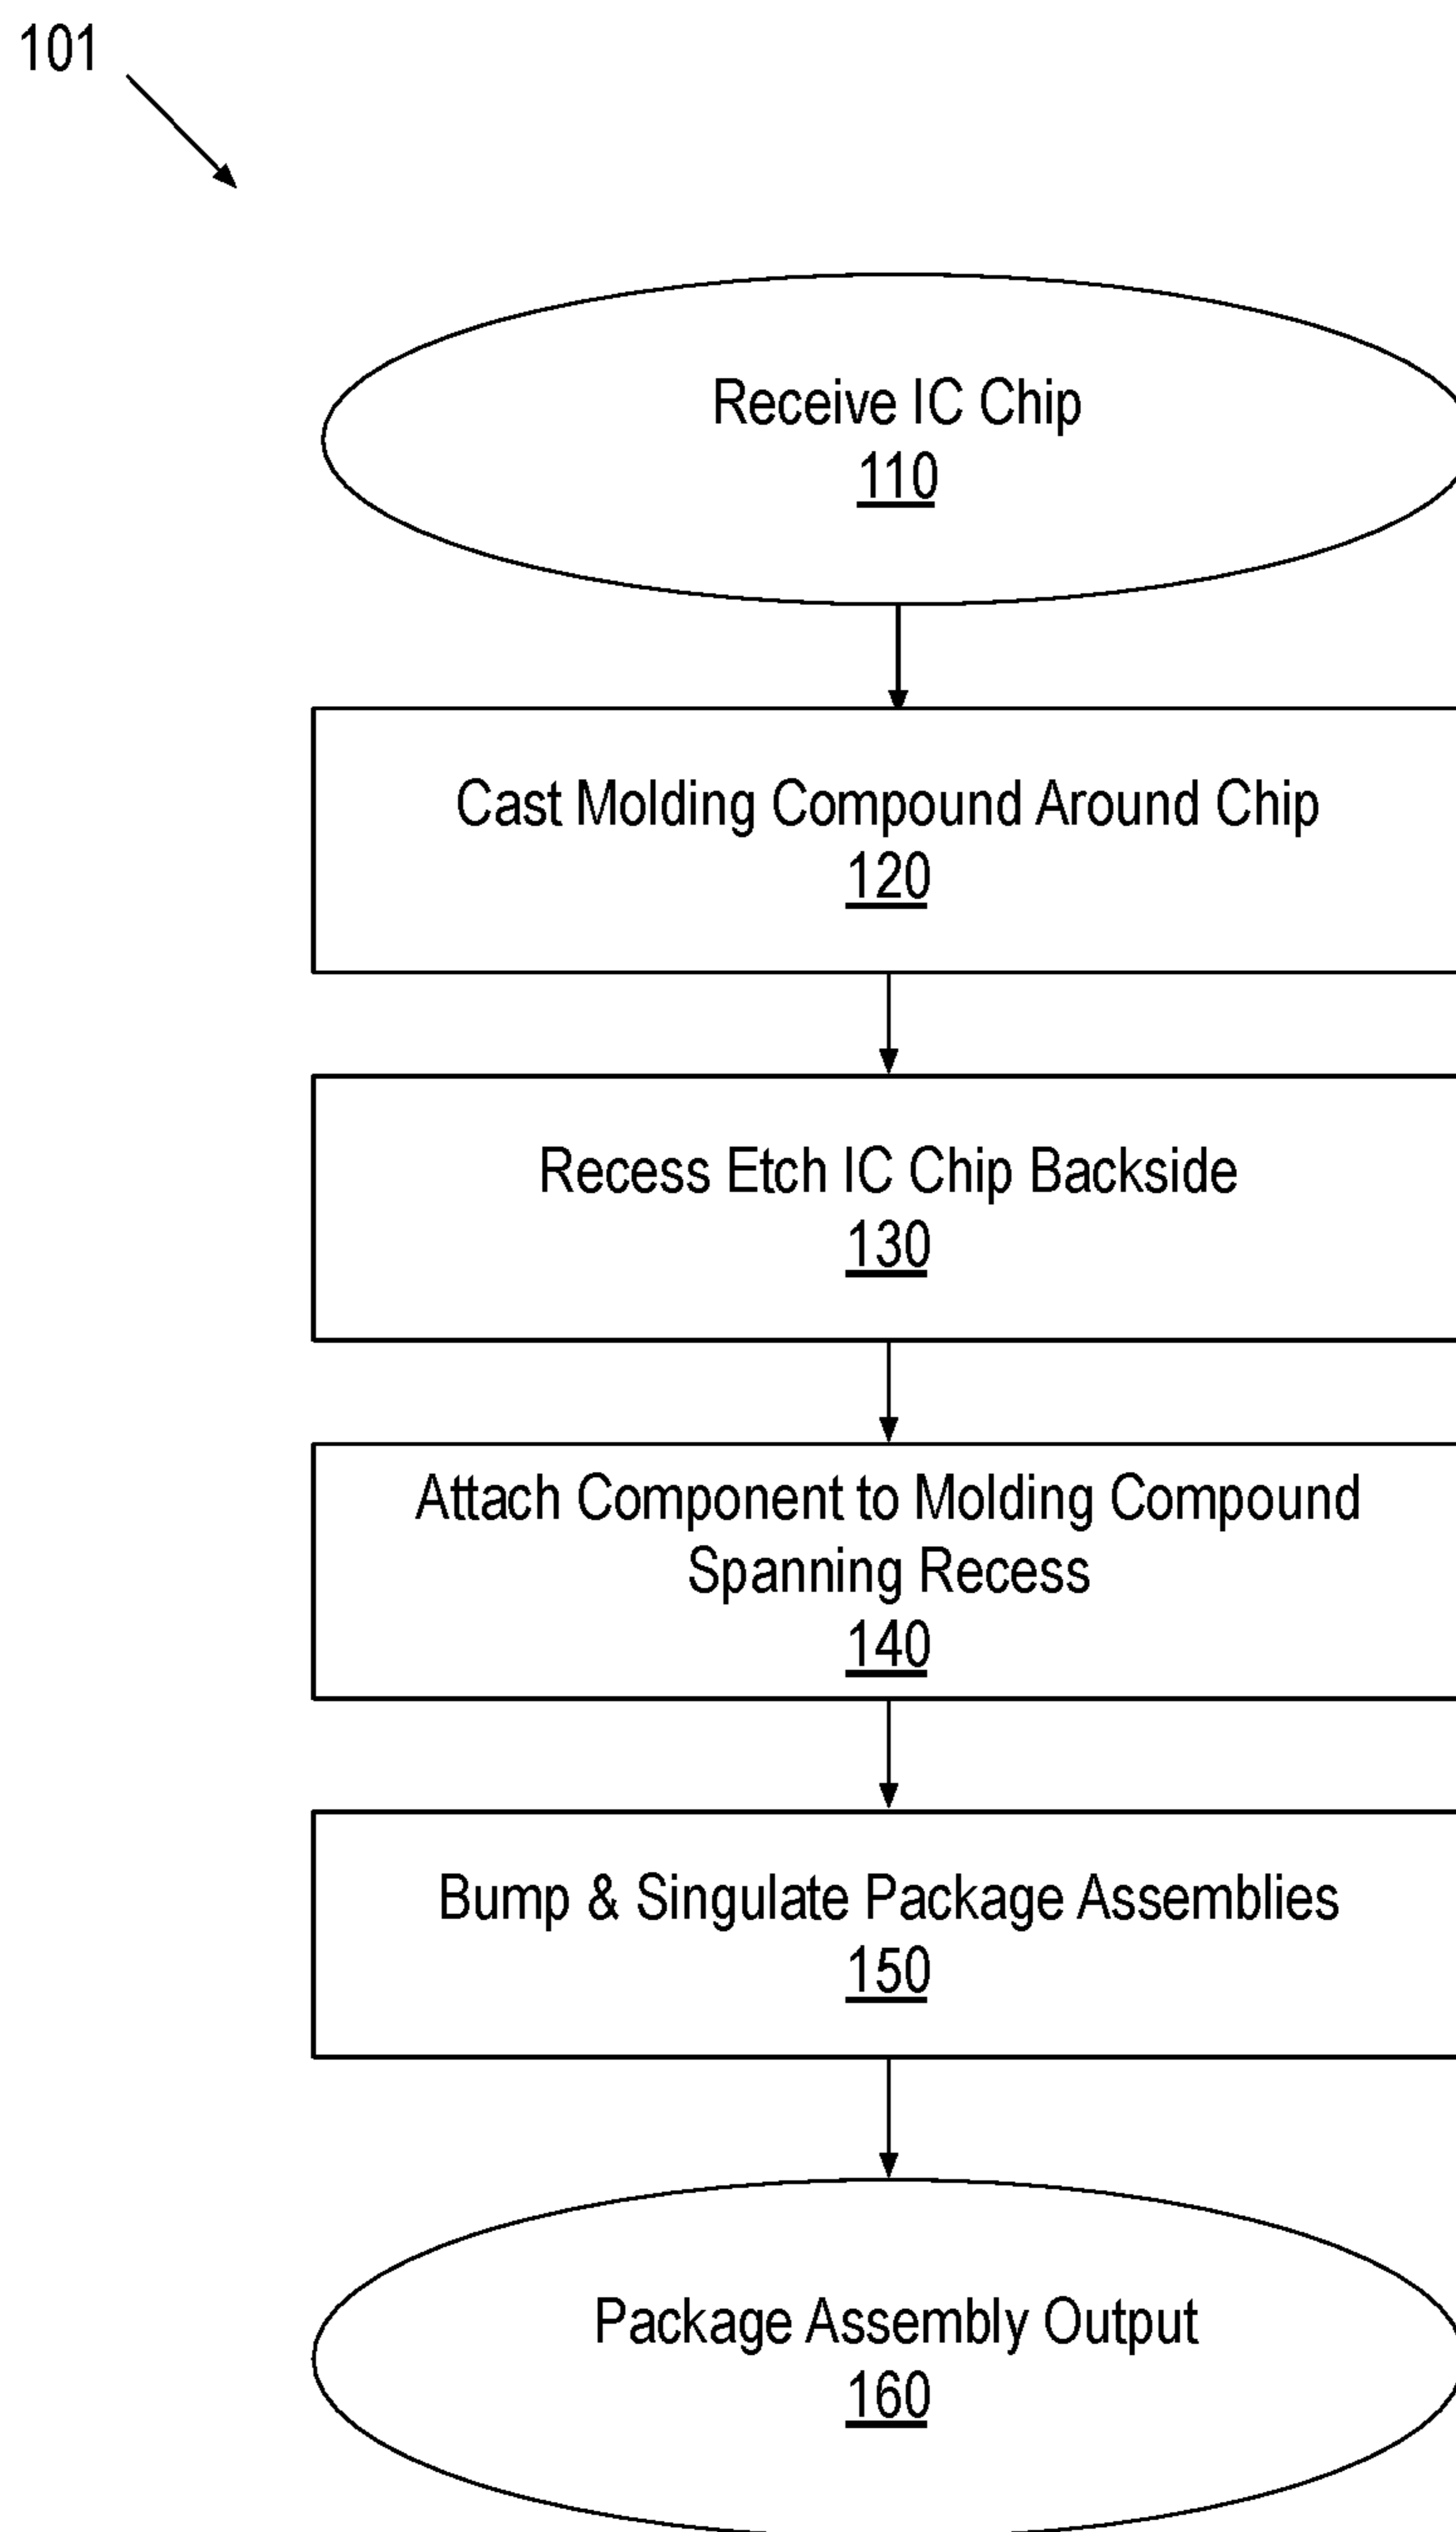 101
Receive IC Chip
110
Cast Molding Compound Around Chip
120
Recess Etch IC Chip Backside
130
Attach Component to Molding Compound
Spanning Recess
140
Bump & Singulate Package Assemblies
150
Package Assembly Output
160